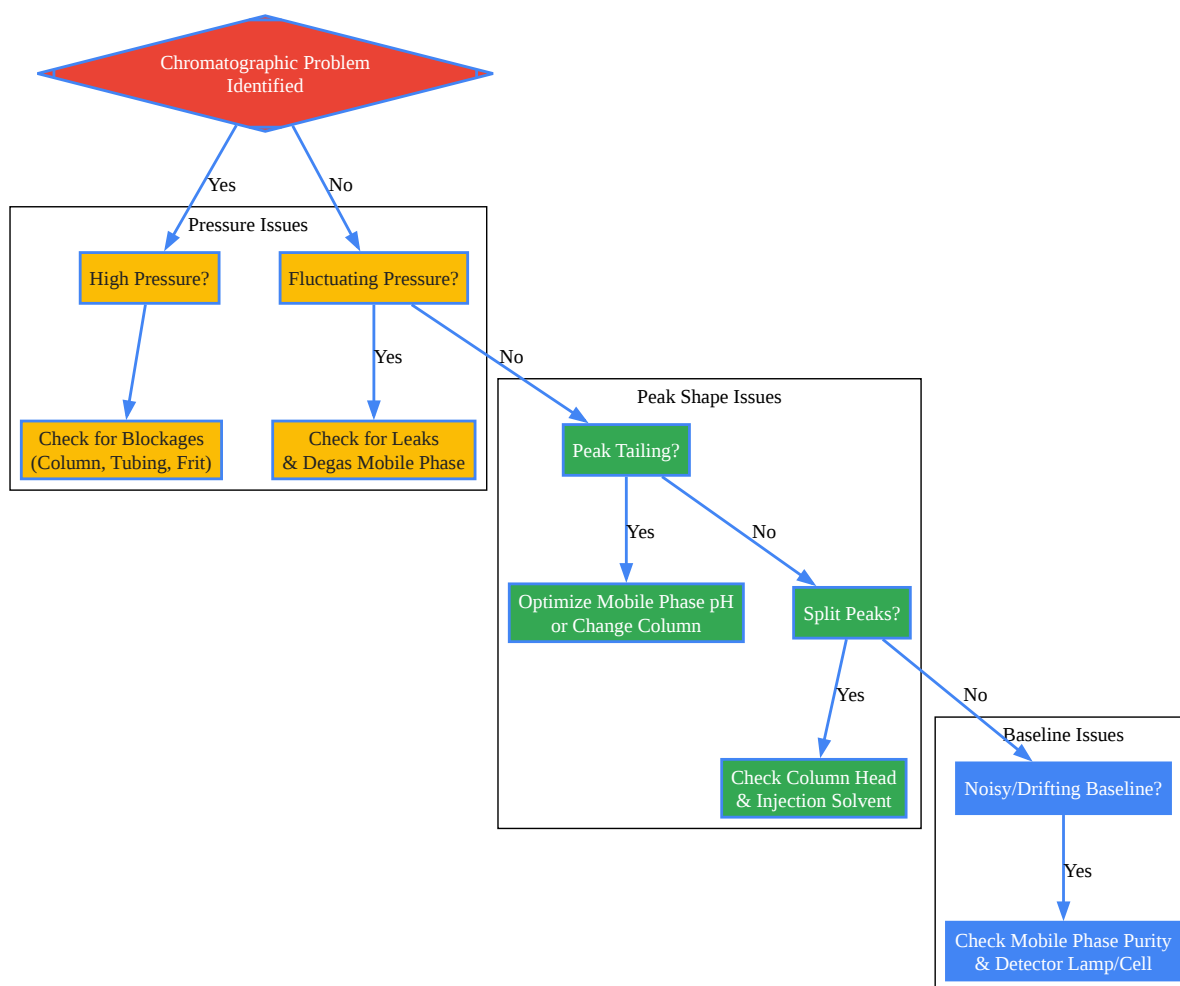 Chromatographic Problem
Identified
Yes
No
Pressure Issues
High Pressure?
Fluctuating Pressure?
Yes
No
Check for Blockages
(Column, Tubing, Frit)
Check for Leaks
& Degas Mobile Phase
Peak Shape Issues
Peak Tailing?
Yes
No
Optimize Mobile Phase pH
or Change Column
Split Peaks?
Yes
No
Check Column Head
& Injection Solvent
Baseline Issues
Noisy/Drifting Baseline?
Yes
Check Mobile Phase Purity
& Detector Lamp/Cell